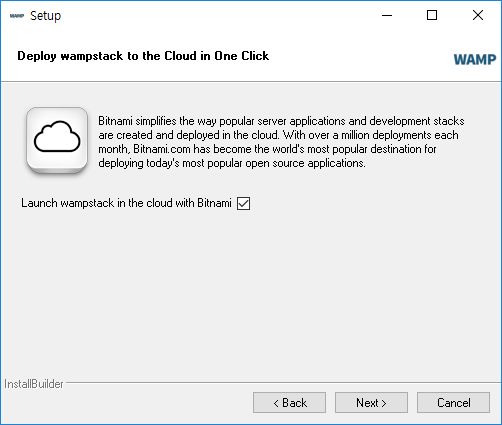 WAMP Setup
Deploy wampstack to the Cloud in One Click
WAMP
Bitnami simplifies the way popular server applications and development stacks
are created and deployed in the cloud. With over a million deployments each
month, Bitnami.com has become the world's most popular destination for
deploying today's most popular open source applications.
Launch wampstack in the cloud with Bitnami
InstallBuilder
< Back Next > Cancel